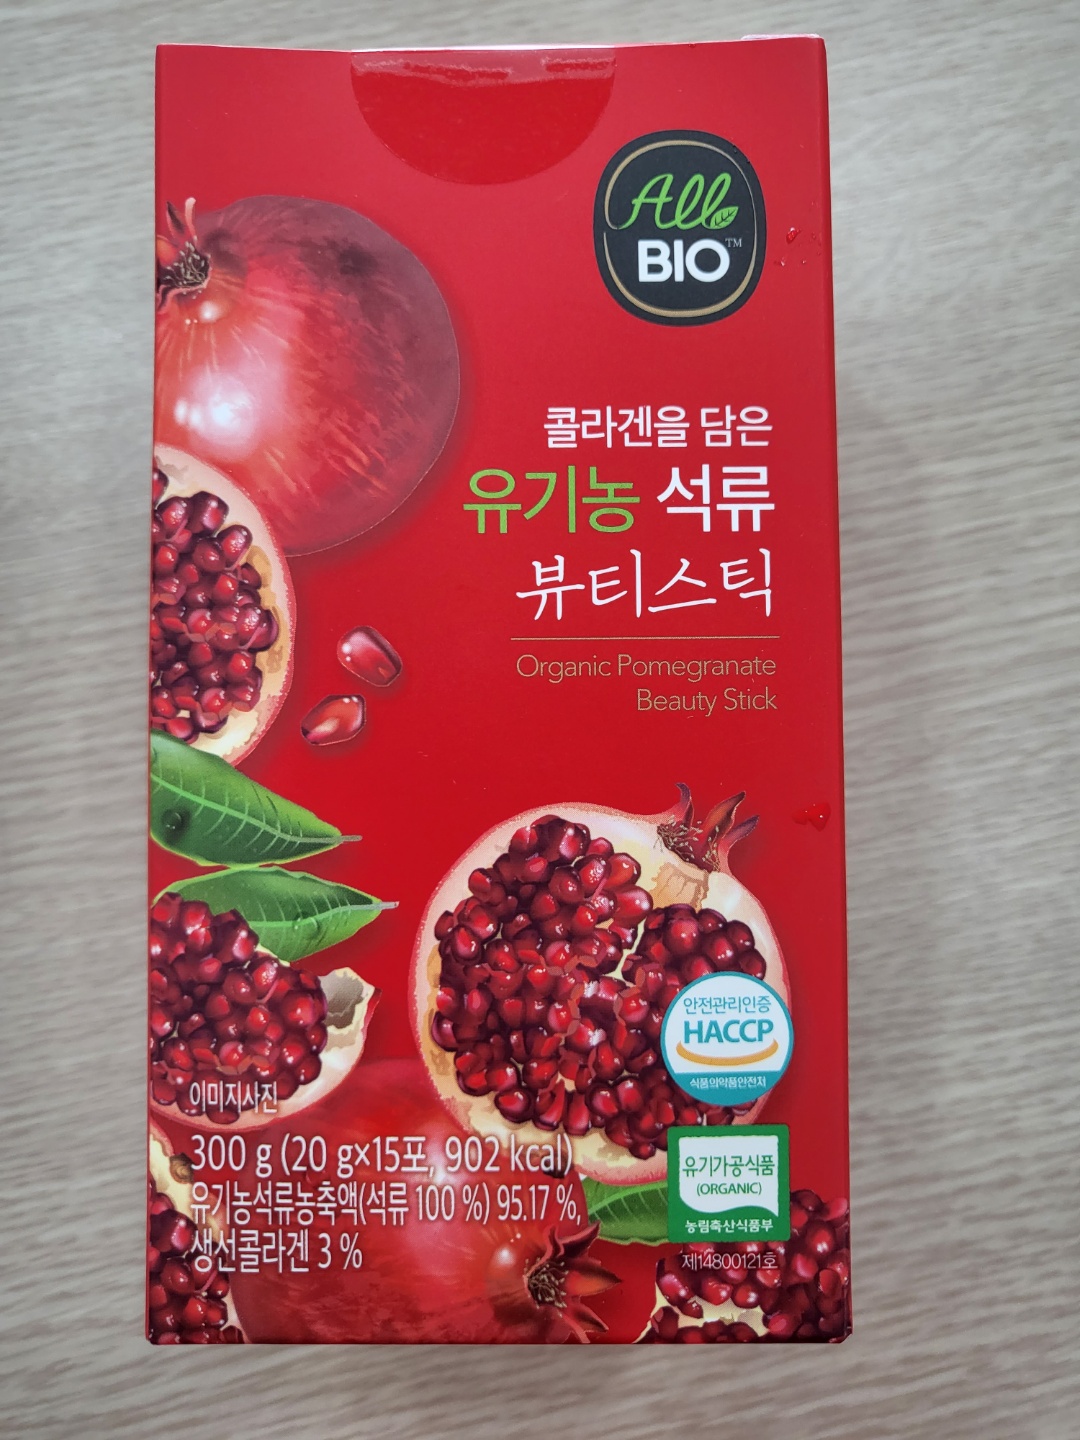 All
BIO™
콜라겐을 담은
유기농 석류
뷰티스틱
Organic Pomegranate
Beauty Stick
안전관리인증
HACCP
식품의약품안전처
이미지사진
300 g (20 g×15포, 902 kcal)
유기농석류농축액(석류 100 %) 95.17 %,
생선콜라겐 3 %
유기가공식품
(ORGANIC)
농림축산식품부
제14800121호